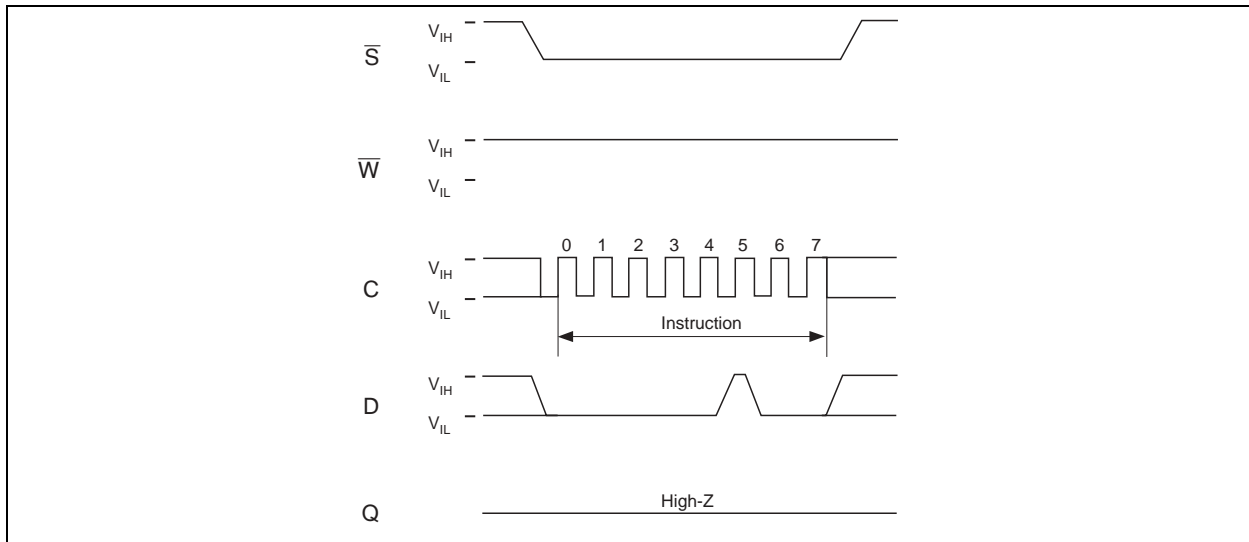 S̅
V_IH
V_IL
W̅
V_IH
V_IL
0 1 2 3 4 5 6 7
C
V_IH
V_IL
Instruction
D
V_IH
V_IL
Q
High-Z